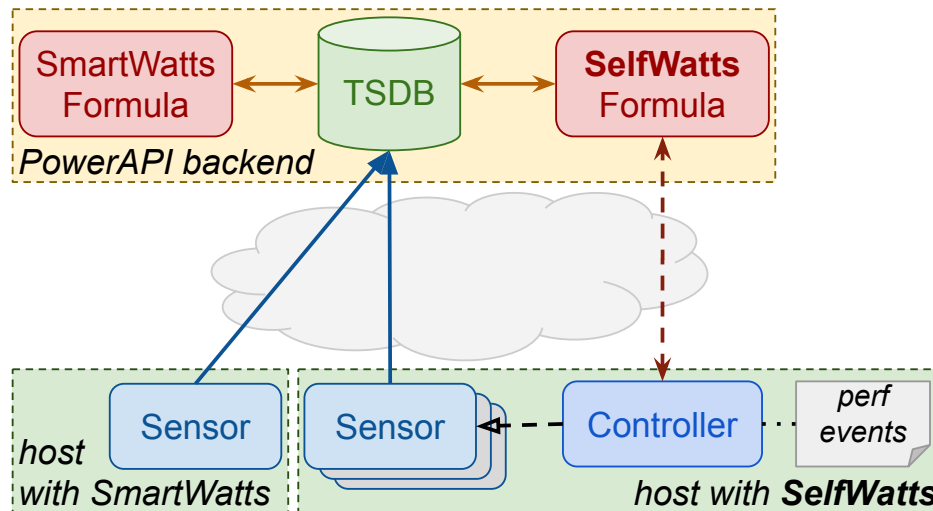 SmartWatts
Formula
TSDB
SelfWatts
Formula
PowerAPI backend
Sensor
host
with SmartWatts
Sensor
Controller
perf
events
host with SelfWatts